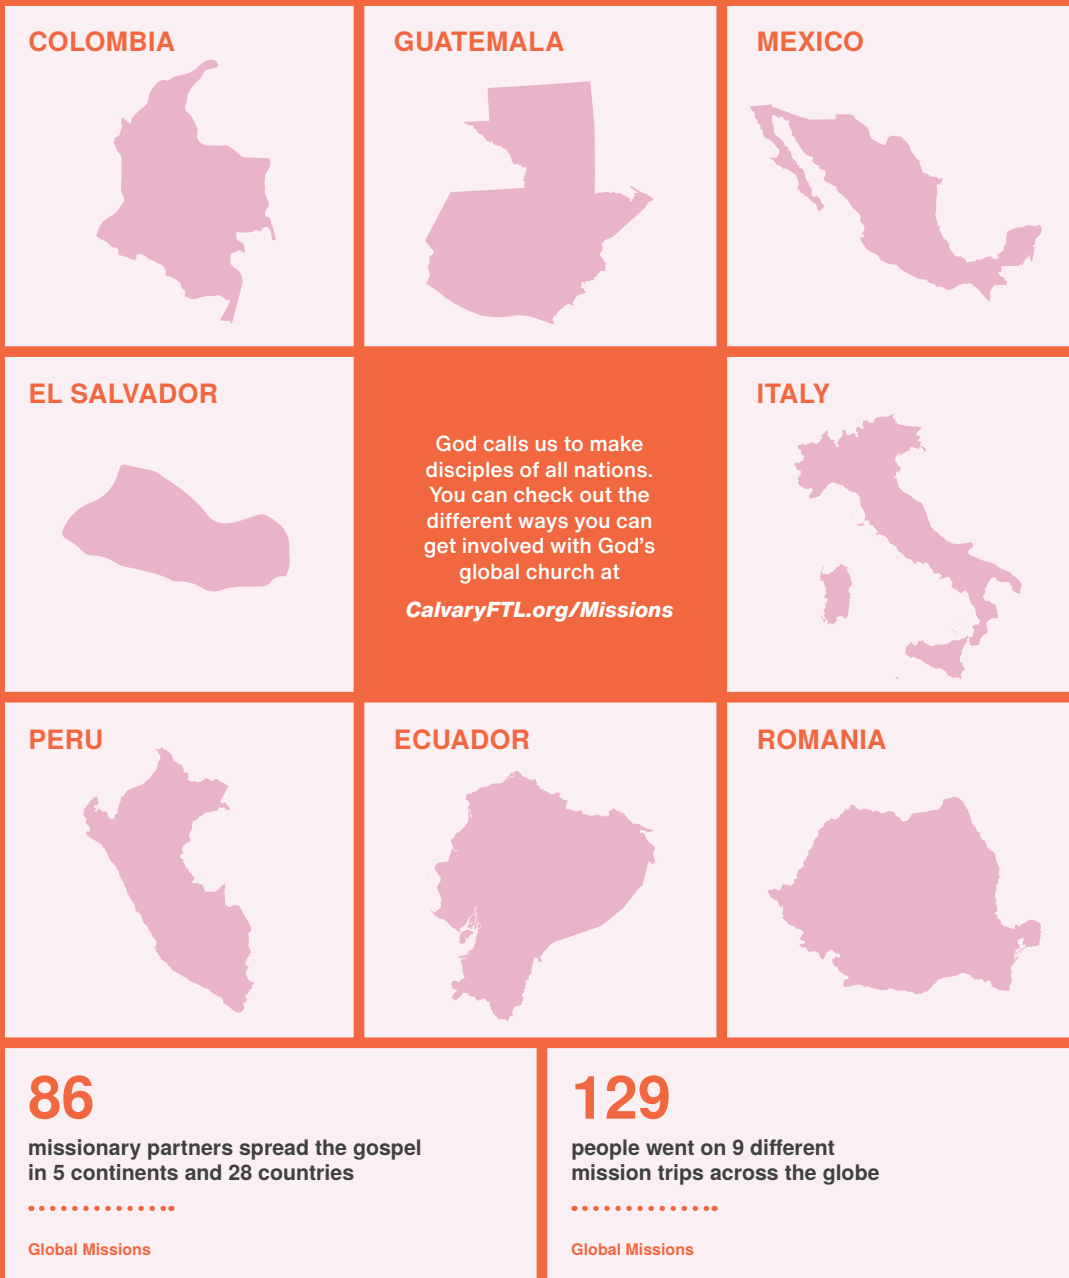 COLOMBIA
GUATEMALA
MEXICO
EL SALVADOR
God calls us to make
disciples of all nations.
You can check out the
different ways you can
get involved with God’s
global church at
CalvaryFTL.org/Missions
ITALY
PERU
ECUADOR
ROMANIA
86
missionary partners spread the gospel
in 5 continents and 28 countries
Global Missions
129
people went on 9 different
mission trips across the globe
Global Missions